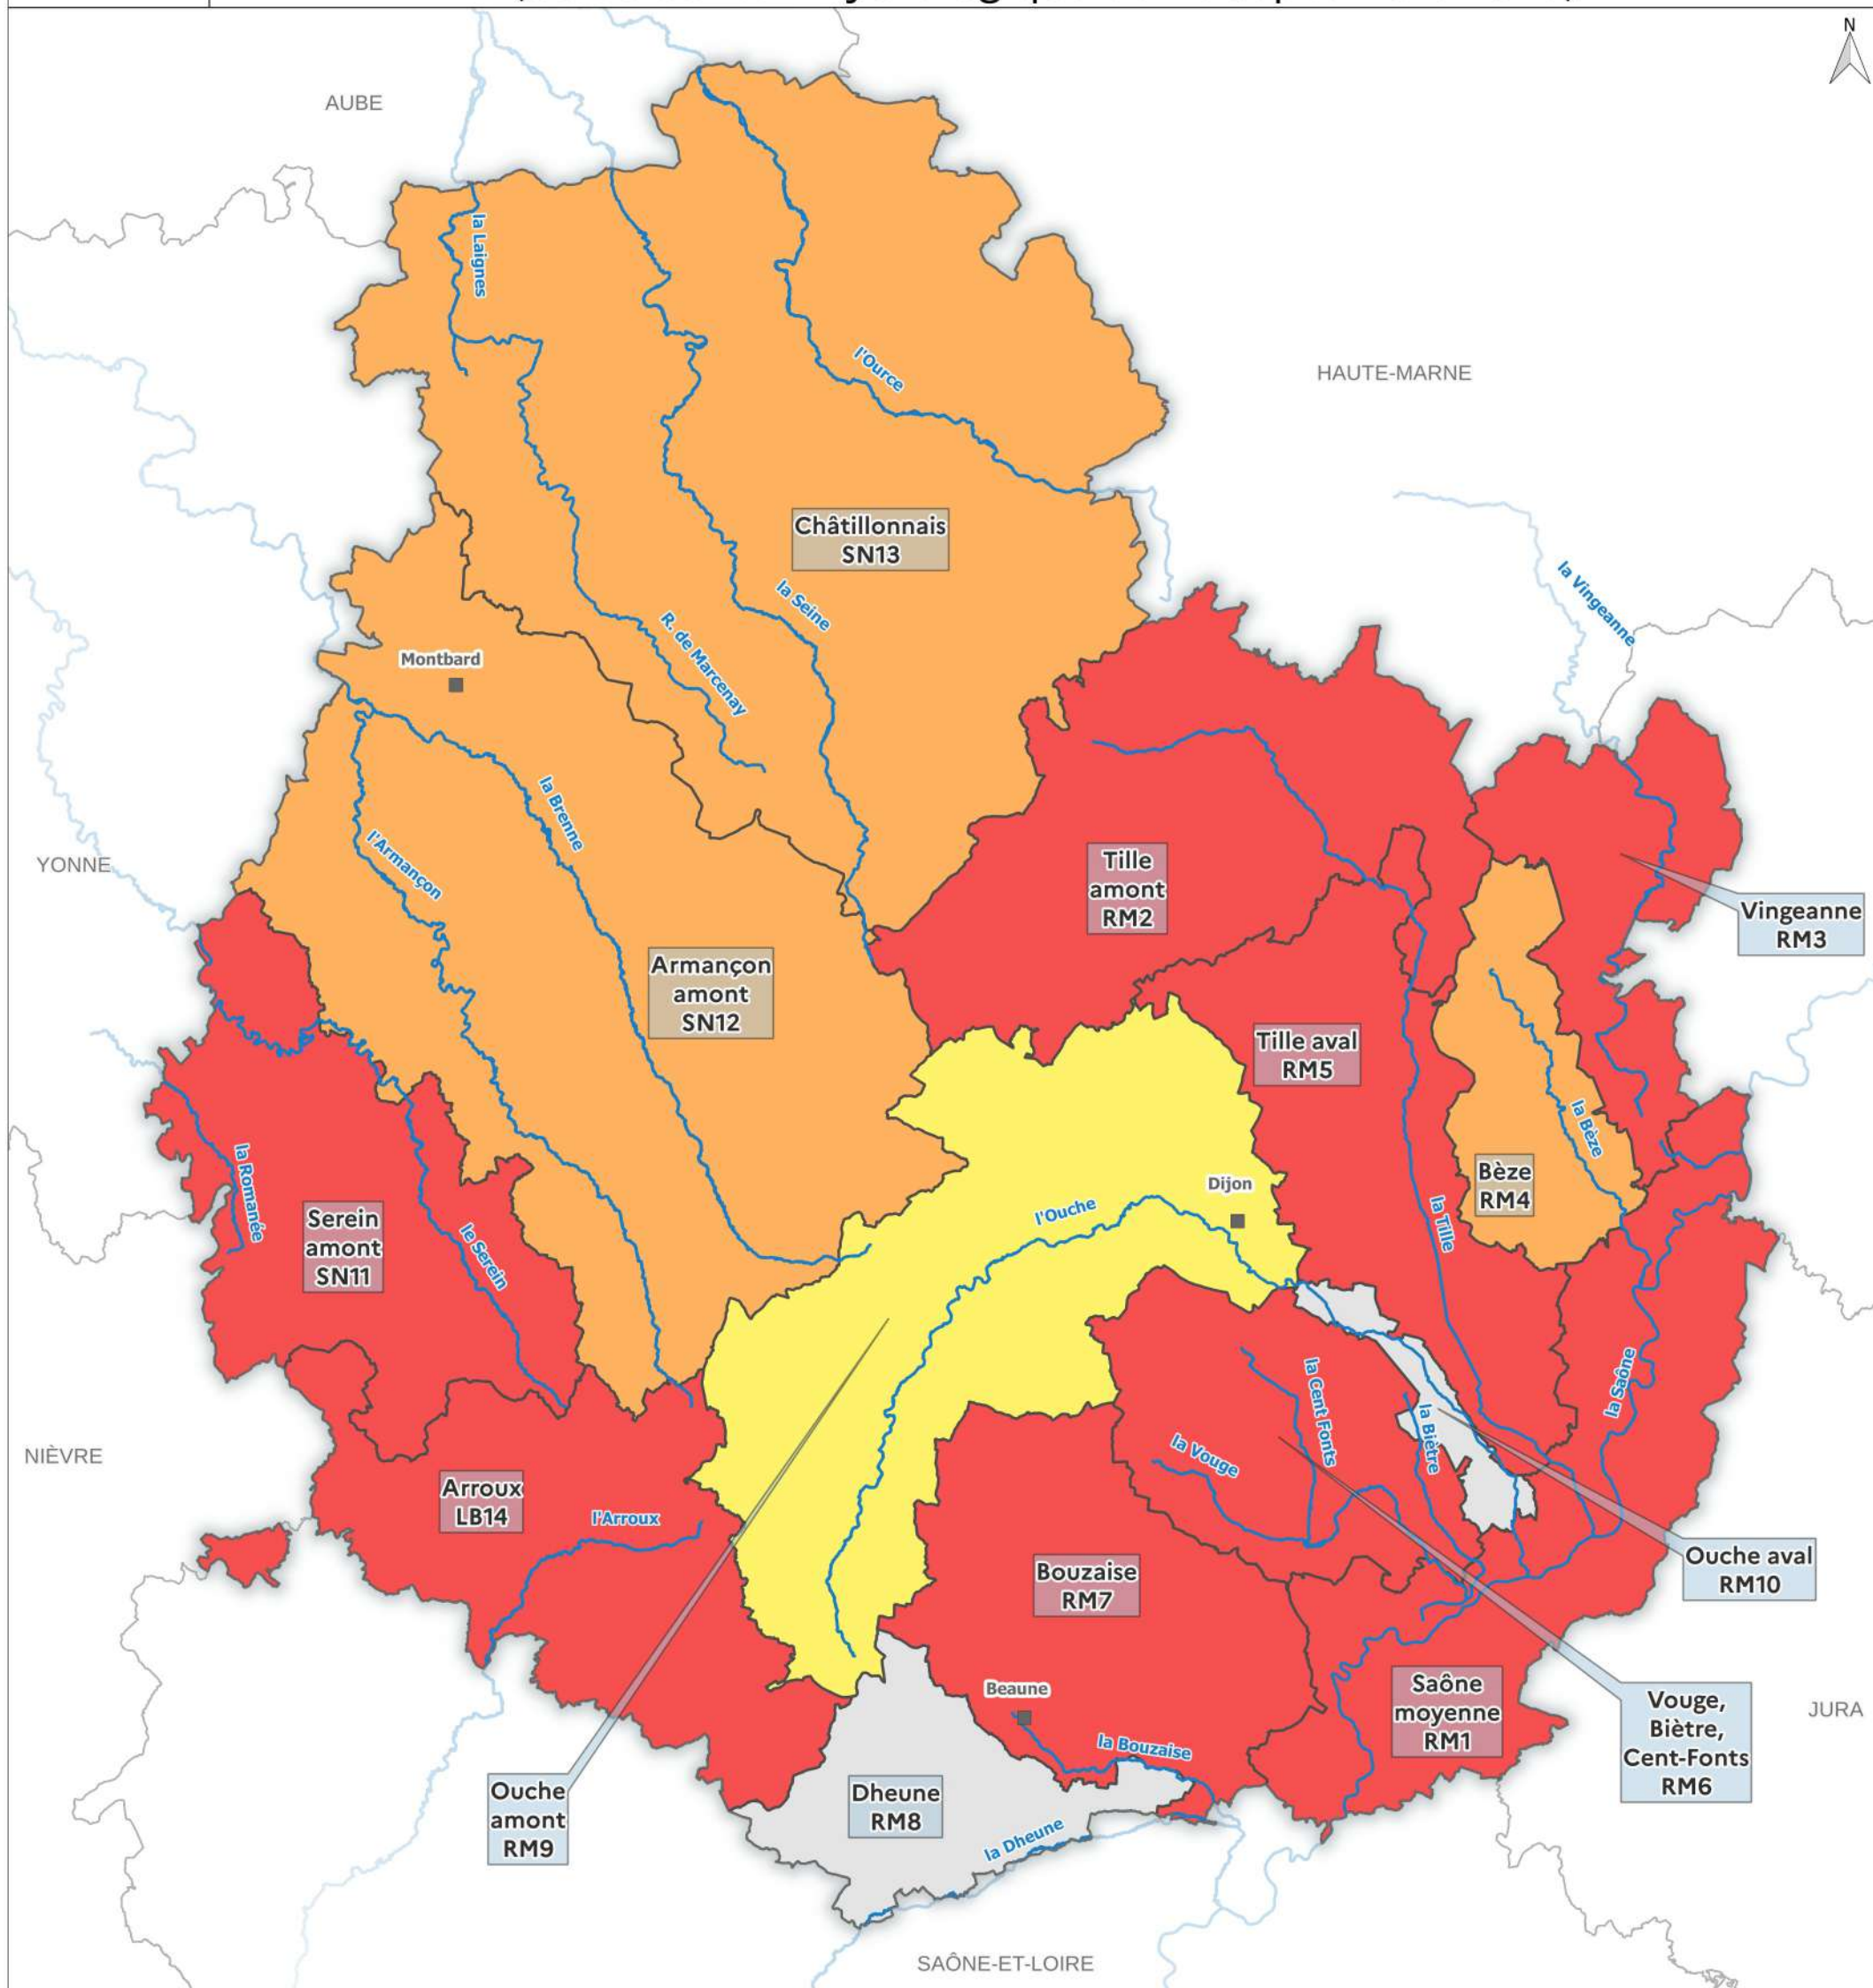 N
AUBE
la Laignes
l'Ource
HAUTE-MARNE
Châtillonnais
SN13
la Vingeanne
la Seine
R. de Marcenay
Montbard
la Brenne
l'Armançon
YONNE
Tille
amont
RM2
Vingeanne
RM3
Armançon
amont
SN12
Tille aval
RM5
la Bèze
Bèze
RM4
Dijon
l'Ouche
la Tille
la Romanée
Serein
amont
SN11
le Serein
la Saône
la Cent Fonts
la Biètre
la Vouge
NIÈVRE
Arroux
LB14
l'Arroux
Bouzaise
RM7
Ouche aval
RM10
Beaune
la Bouzaise
Saône
moyenne
RM1
Vouge,
Biètre,
Cent-Fonts
RM6
JURA
Ouche
amont
RM9
Dheune
RM8
la Dheune
SAÔNE-ET-LOIRE